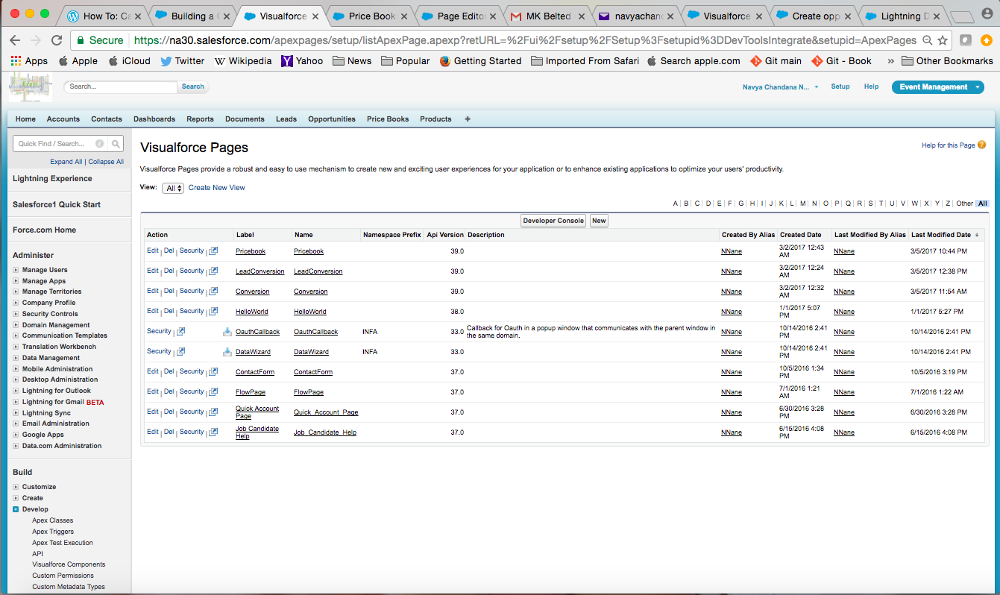 How To: Ca
Building a C
Visualforce
Price Book
Page Editor
MK Belted
navyachand
Visualforce
Create opp
Lightning D
Secure https://na30.salesforce.com/apexpages/setup/listApexPage.apexp?retURL=%2Fui%2Fsetup%2FSetup%3Fsetupid%3DDevToolsIntegrate&setupid=ApexPages
Apps Apple iCloud Twitter Wikipedia Yahoo News Popular Getting Started Imported From Safari Search apple.com Git main Git - Book » Other Bookmarks
Search... Search
Navya Chandana N... Setup Help Event Management
Home Accounts Contacts Dashboards Reports Documents Leads Opportunities Price Books Products +
Quick Find / Search...
Expand All | Collapse All
Lightning Experience
Salesforce1 Quick Start
Force.com Home
Administer
Manage Users
Manage Apps
Manage Territories
Company Profile
Security Controls
Domain Management
Communication Templates
Translation Workbench
Data Management
Mobile Administration
Desktop Administration
Lightning for Outlook
Lightning for Gmail BETA
Lightning Sync
Email Administration
Google Apps
Data.com Administration
Build
Customize
Create
Develop
Apex Classes
Apex Triggers
Apex Test Execution
API
Visualforce Components
Custom Permissions
Custom Metadata Types
Visualforce Pages
Help for this Page ?
Visualforce Pages provide a robust and easy to use mechanism to create new and exciting user experiences for your application or to enhance existing applications to optimize your users' productivity.
View: All Create New View
A | B | C | D | E | F | G | H | I | J | K | L | M | N | O | P | Q | R | S | T | U | V | W | X | Y | Z | Other All
Developer Console New
Action Label Name Namespace Prefix Api Version Description Created By Alias Created Date Last Modified By Alias Last Modified Date
Edit | Del | Security | Pricebook Pricebook 39.0 NNane 3/2/2017 12:43 AM NNane 3/5/2017 10:44 PM
Edit | Del | Security | LeadConversion LeadConversion 39.0 NNane 3/2/2017 12:24 AM NNane 3/5/2017 12:38 PM
Edit | Del | Security | Conversion Conversion 39.0 NNane 3/2/2017 12:32 AM NNane 3/5/2017 11:54 AM
Edit | Del | Security | HelloWorld HelloWorld 38.0 NNane 1/1/2017 5:07 PM NNane 1/1/2017 5:27 PM
Security | OauthCallback OauthCallback INFA 33.0 Callback for Oauth in a popup window that communicates with the parent window in the same domain. NNane 10/14/2016 2:41 PM NNane 10/14/2016 2:41 PM
Security | DataWizard DataWizard INFA 33.0 NNane 10/14/2016 2:41 PM NNane 10/14/2016 2:41 PM
Edit | Del | Security | ContactForm ContactForm 37.0 NNane 10/5/2016 1:34 PM NNane 10/5/2016 3:19 PM
Edit | Del | Security | FlowPage FlowPage 37.0 NNane 7/1/2016 1:21 AM NNane 7/1/2016 1:22 AM
Edit | Del | Security | Quick Account Page Quick_Account_Page 37.0 NNane 6/30/2016 3:28 PM NNane 6/30/2016 3:28 PM
Edit | Del | Security | Job Candidate Help Job_Candidate_Help 37.0 NNane 6/15/2016 4:08 PM NNane 6/15/2016 4:08 PM